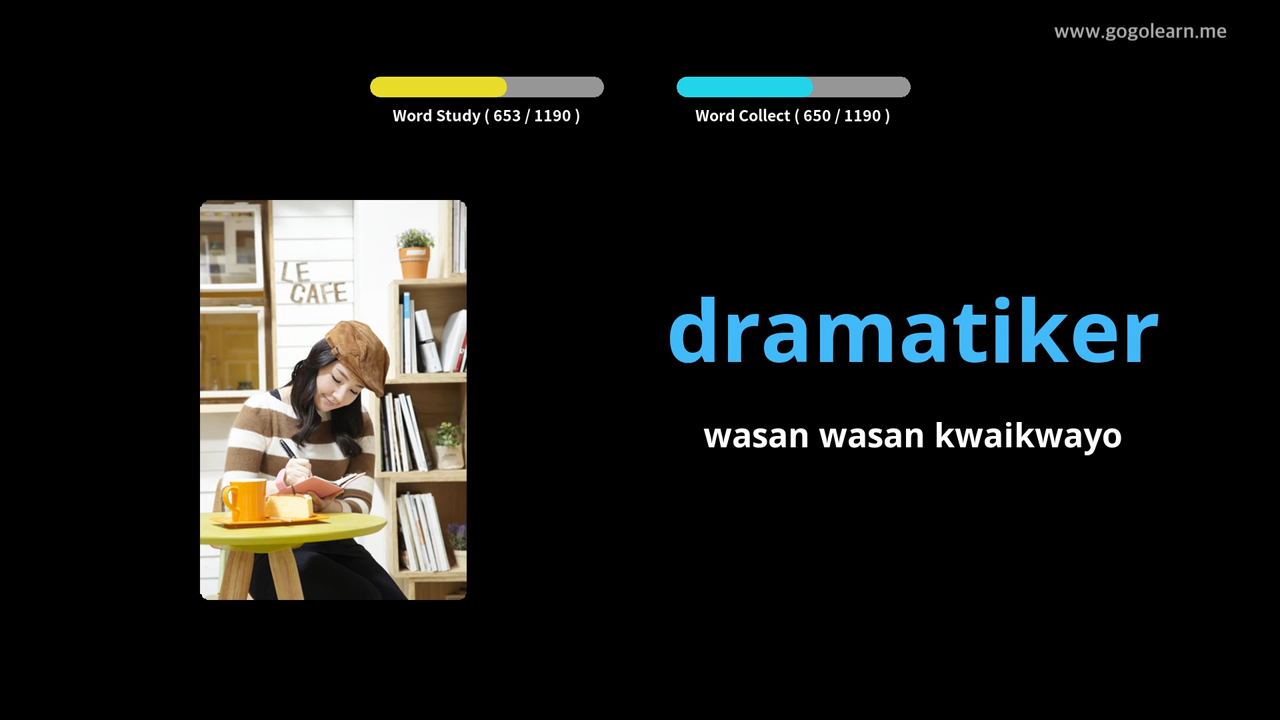 www.gogolearn.me
Word Study ( 653 / 1190 )
Word Collect ( 650 / 1190 )
LE
CAFE
dramatiker
wasan wasan kwaikwayo